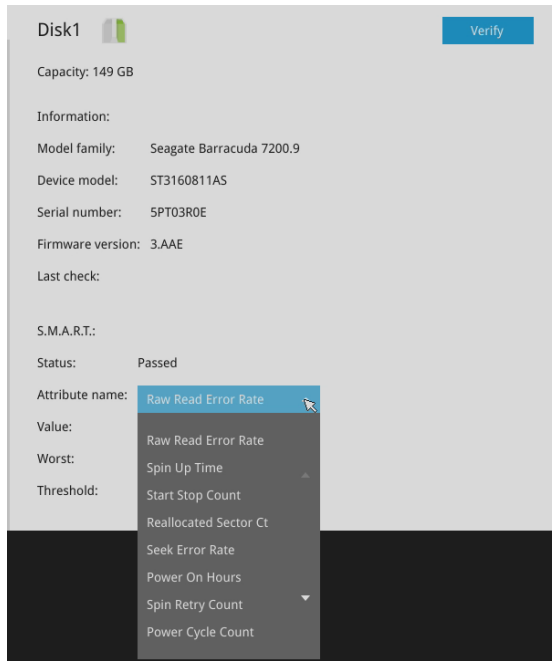 Disk1
Verify
Capacity: 149 GB
Information:
Model family: Seagate Barracuda 7200.9
Device model: ST3160811AS
Serial number: 5PT03R0E
Firmware version: 3.AAE
Last check:
S.M.A.R.T.:
Status: Passed
Attribute name: Raw Read Error Rate
Value:
Raw Read Error Rate
Worst:
Spin Up Time
Threshold:
Start Stop Count
Reallocated Sector Ct
Seek Error Rate
Power On Hours
Spin Retry Count
Power Cycle Count